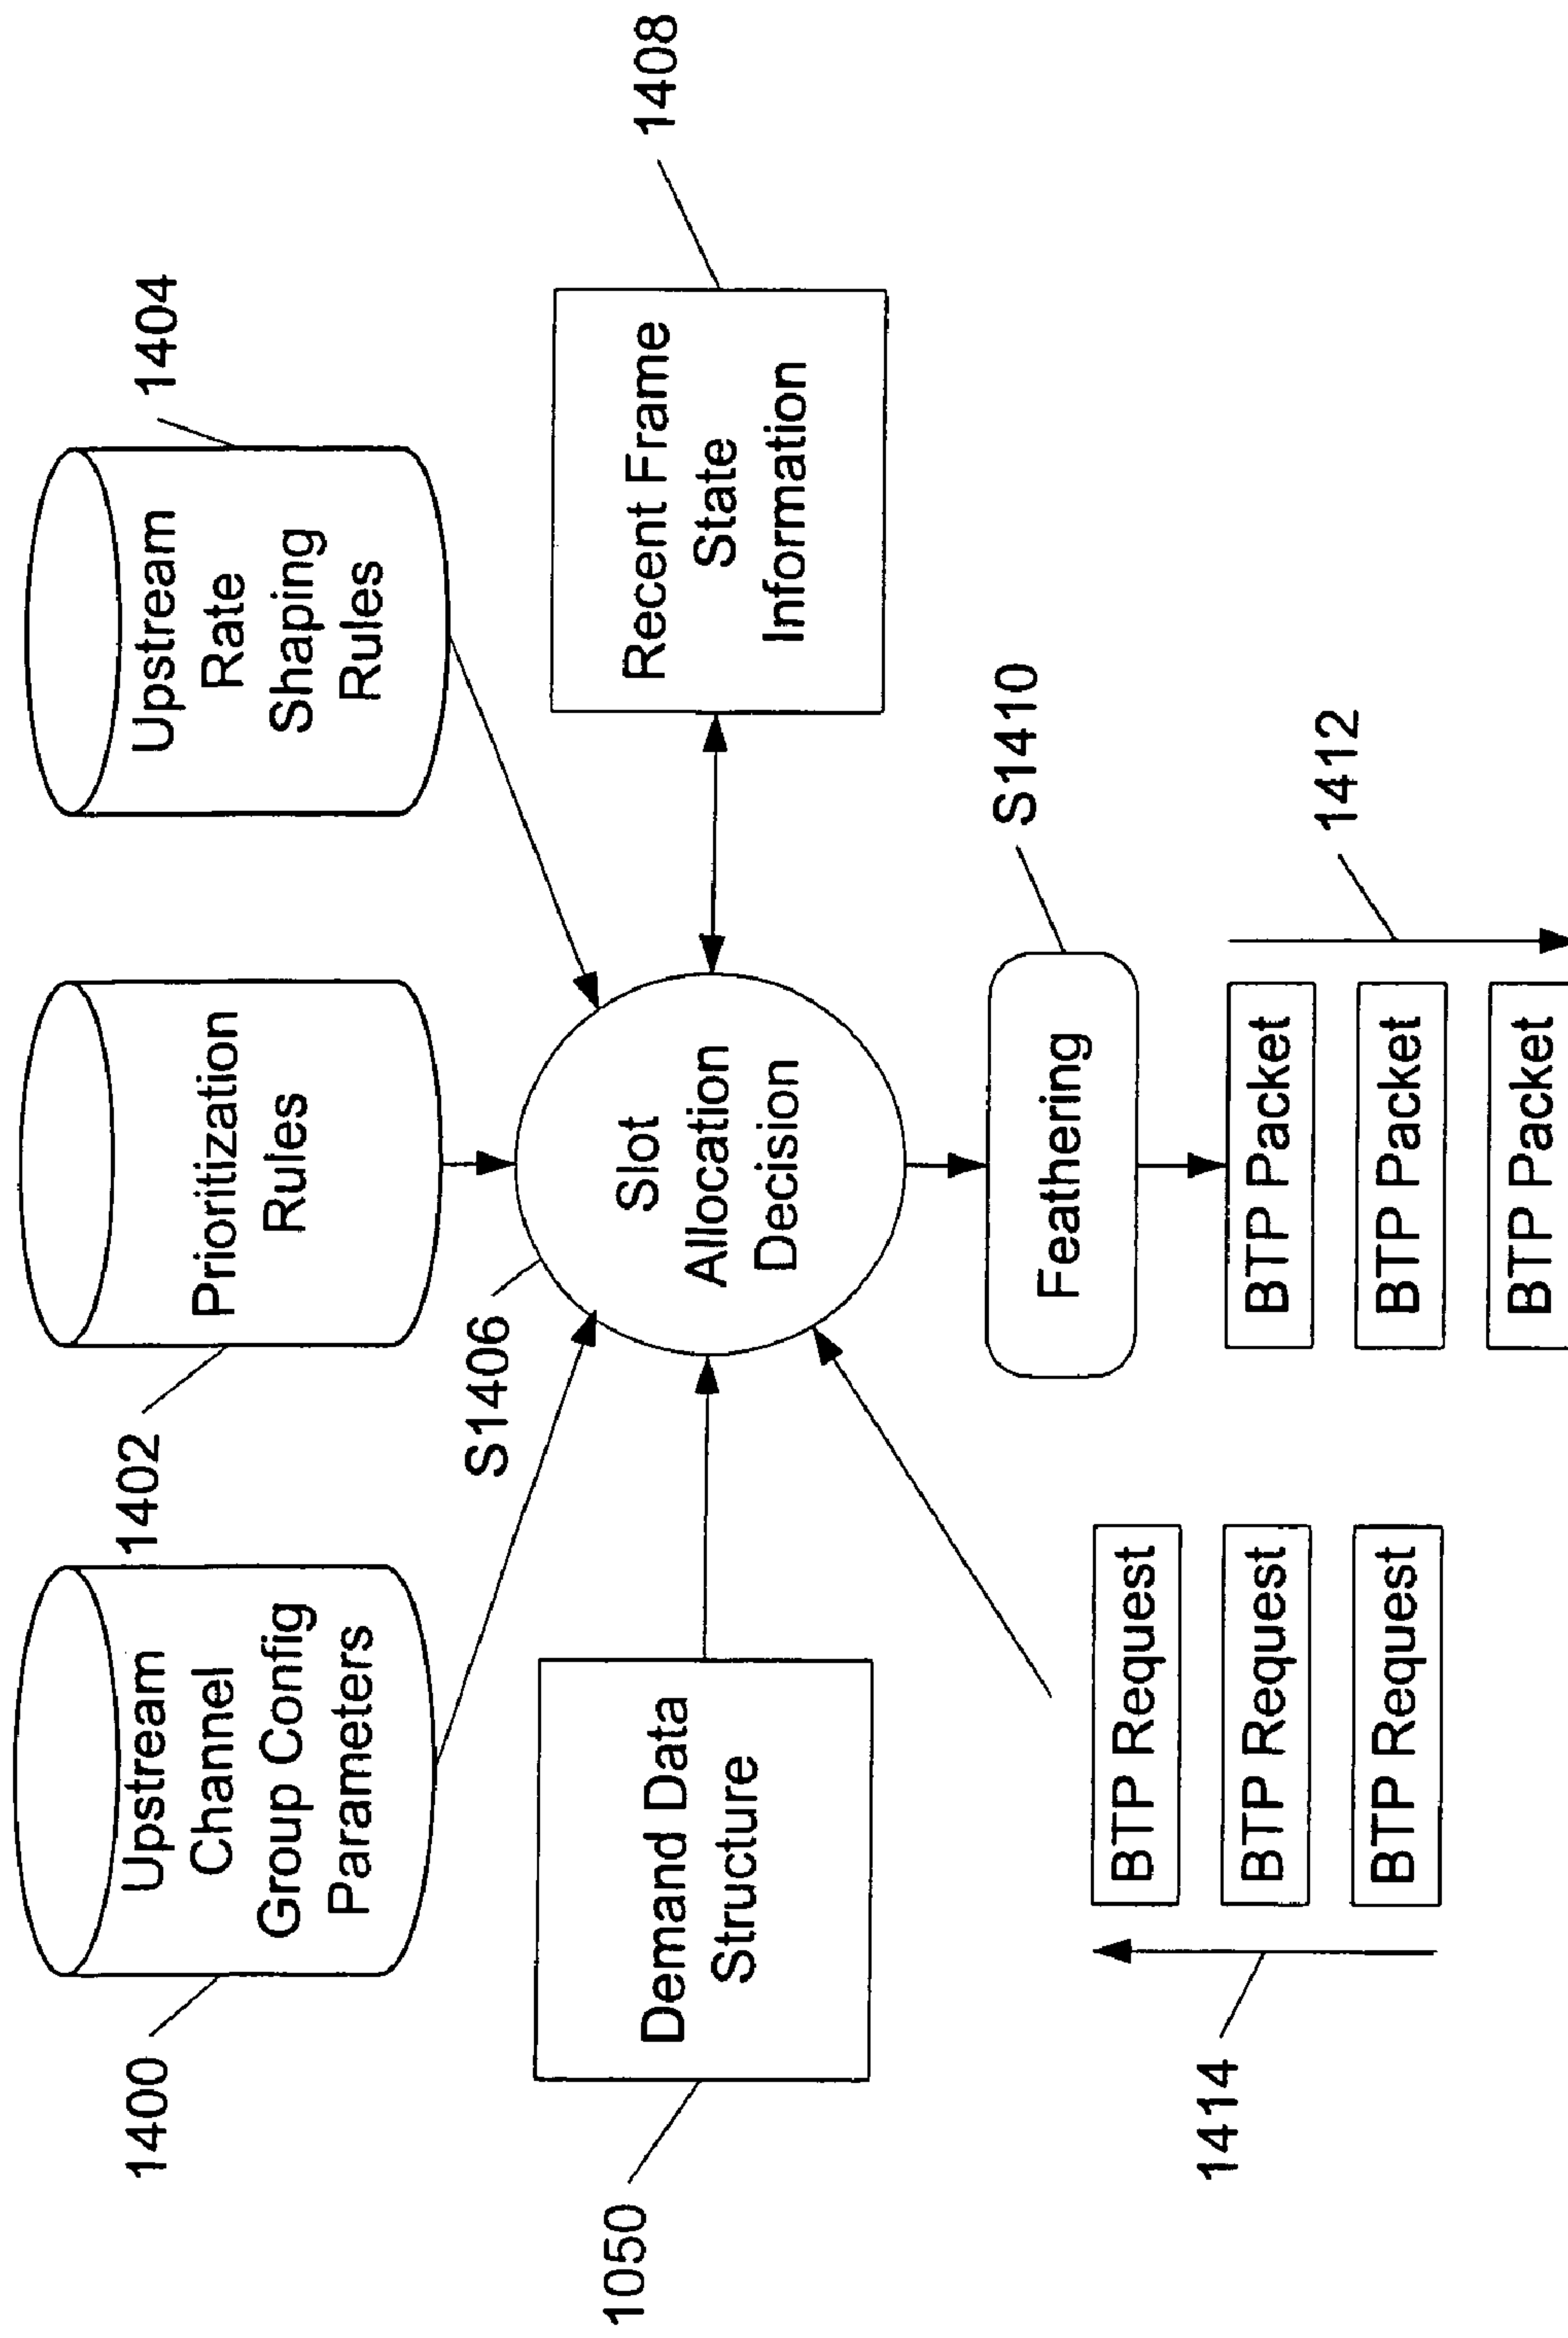 1400
Upstream
Channel
Group Config
Parameters
1402
Prioritization
Rules
1404
Upstream
Rate
Shaping
Rules
S1406
Slot
Allocation
Decision
1050
Demand Data
Structure
1408
Recent Frame
State
Information
S1410
Feathering
1414
BTP Request
BTP Request
BTP Request
1412
BTP Packet
BTP Packet
BTP Packet